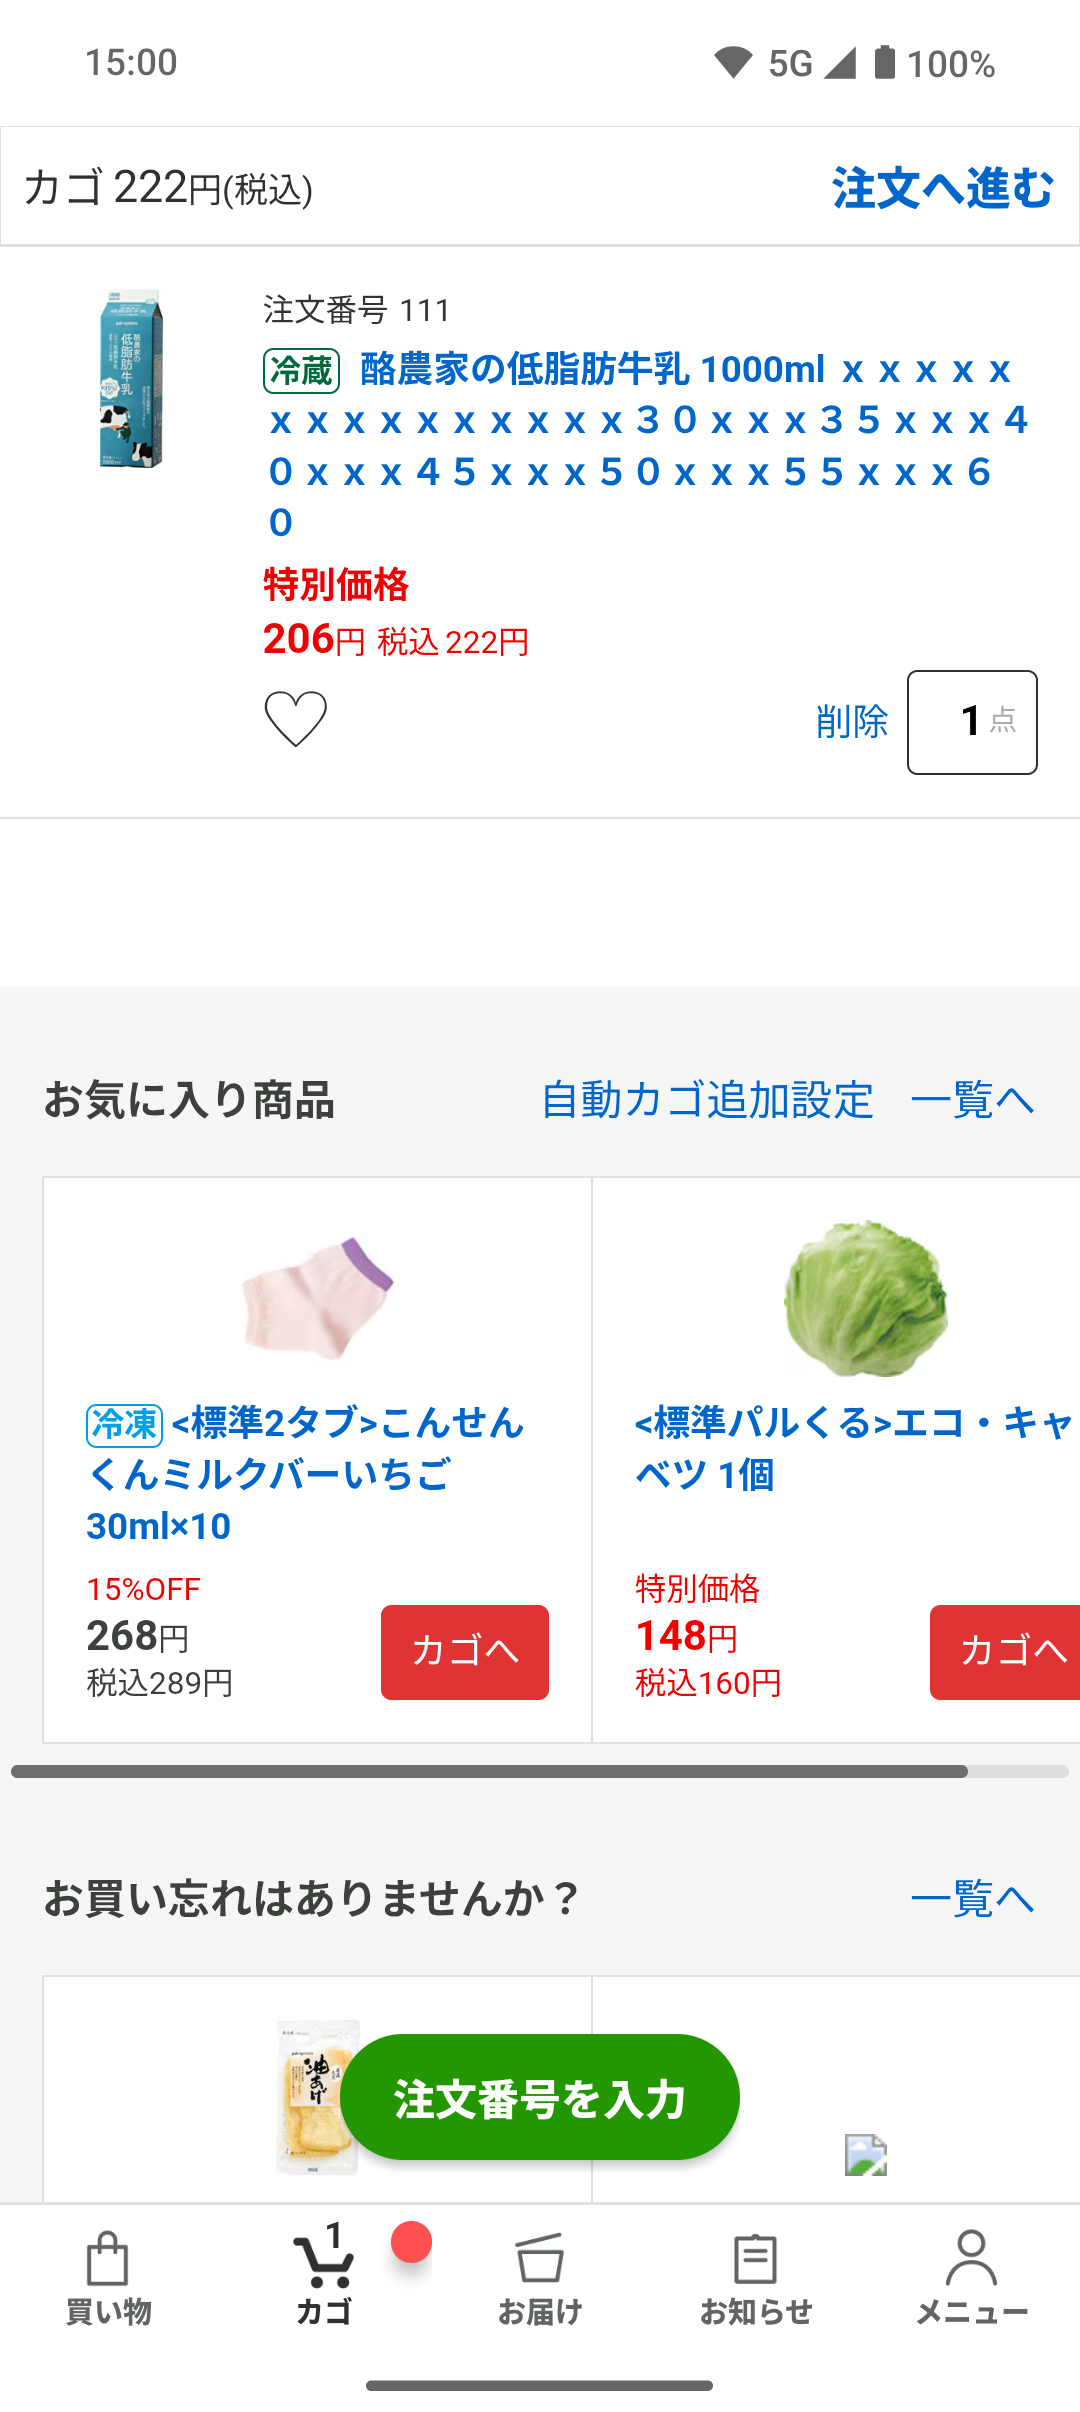 15:00
5G
100%
カゴ 222円(税込)
注文へ進む
注文番号 111
冷蔵 酪農家の低脂肪牛乳 1000ml ｘｘｘｘｘ
ｘｘｘｘｘｘｘｘｘｘ３０ｘｘｘ３５ｘｘｘ４
０ｘｘｘ４５ｘｘｘ５０ｘｘｘ５５ｘｘｘ６
０
特別価格
206円 税込 222円
削除
1 点
お気に入り商品
自動カゴ追加設定
一覧へ
冷凍 <標準2タブ>こんせん
くんミルクバーいちご
30ml×10
15%OFF
268円
税込289円
カゴへ
<標準パルくる>エコ・キャ
ベツ 1個
特別価格
148円
税込160円
カゴへ
お買い忘れはありませんか？
一覧へ
油あげ
注文番号を入力
1
買い物
カゴ
お届け
お知らせ
メニュー